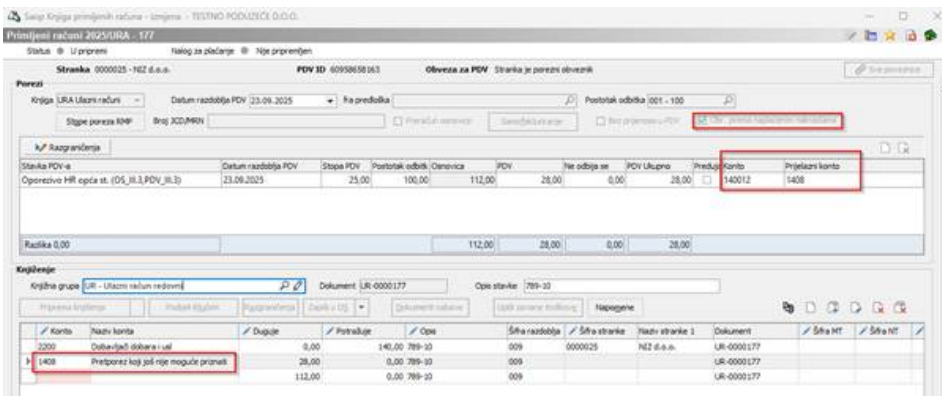 Saop Knjiga primljenih računa - izmjena - TESTNO PODUZEĆE D.O.O.
Primljeni računi 2025/URA - 177
Status U pripremi Nalog za plaćanje Nije pripremljen
Stranka 0000025 - NIZ d.o.o. PDV ID 60958658163 Obveza za PDV Stranka je porezni obveznik
Porezi
Knjiga URA Ulazni računi Datum razdoblja PDV 23.09.2025 Postotak odbitka 001 - 100
Stope poreza RMP Broj JCD/MRN Preračun osnovice
Razgraničenja
Stavka PDV-a Datum razdoblja PDV Stopa PDV Postotak odbitk Osnovica PDV Ne odbija se PDV Ukupno Preduje Konto Prijelazni konto
Oporezivo HR opća st. (OS_III.3,PDV_III.3) 23.09.2025 25,00 100,00 112,00 28,00 0,00 28,00 140012 1408
Razlika 0,00 112,00 28,00 0,00 28,00
Knjiženje
Knjižna grupa UR - Ulazni račun redovni Dokument UR-0000177 Opis stavke 789-10
Priprema knjiženja Razgraničenja Napomene
Konto Naziv konta Duguje Potražuje Opis Šifra razdoblja Šifra stranke Naziv stranke 1 Dokument Šifra MT Šifra NT
2200 Dobavljači dobara i usl 0,00 140,00 789-10 009 0000025 NIZ d.o.o. UR-0000177
1408 Pretporez koji još nije moguće priznati 28,00 0,00 789-10 009 UR-0000177
112,00 0,00 789-10 009 UR-0000177